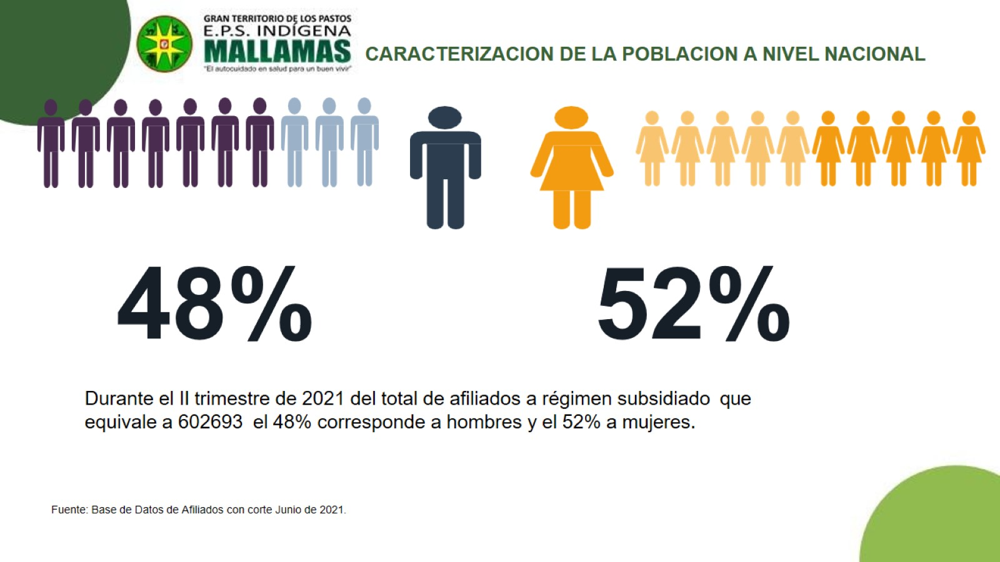 GRAN TERRITORIO DE LOS PASTOS
E.P.S. INDÍGENA
MALLAMAS
"El autocuidado en salud para un buen vivir"
CARACTERIZACION DE LA POBLACION A NIVEL NACIONAL
48%
52%
Durante el II trimestre de 2021 del total de afiliados a régimen subsidiado que
equivale a 602693 el 48% corresponde a hombres y el 52% a mujeres.
Fuente: Base de Datos de Afiliados con corte Junio de 2021.